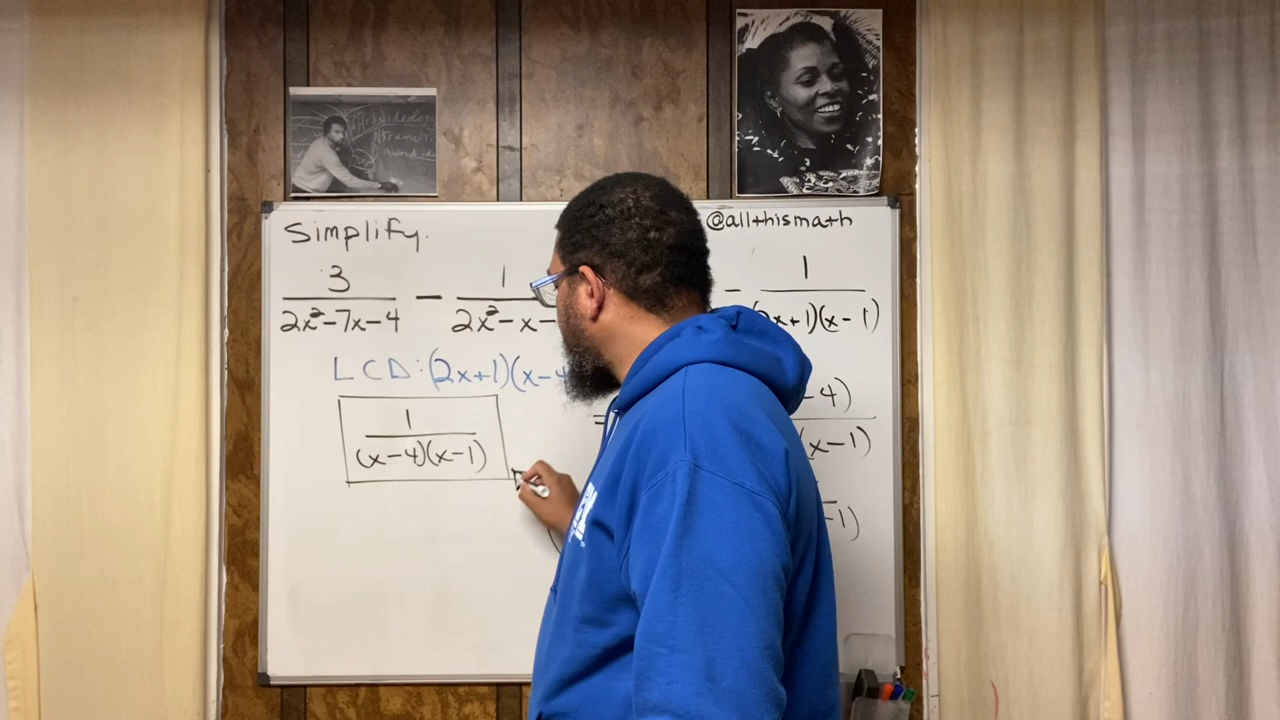 Simplify.
@allthismath
3 / 2x²-7x-4 - 1 / 2x²-x-
- 1 / (2x+1)(x-1)
LCD: (2x+1)(x-4
-4)
=
(x-1)
1 / (x-4)(x-1)
-1)